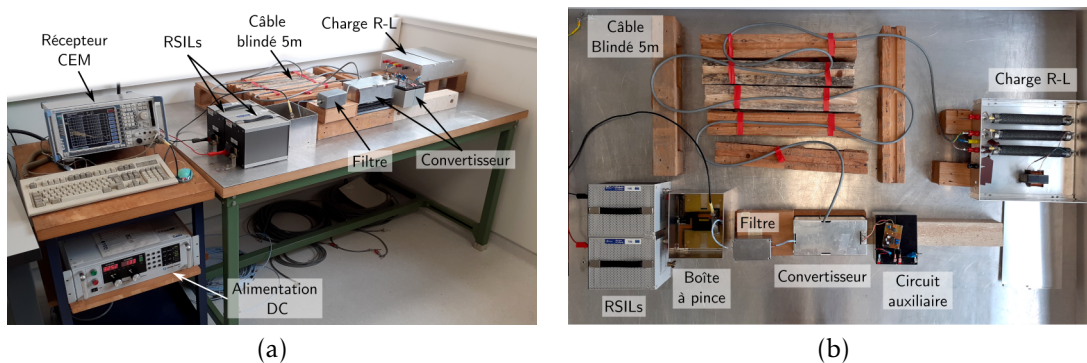 Récepteur
CEM
RSILs
Câble
blindé 5m
Charge R-L
Filtre
Convertisseur
Alimentation
DC
(a)
Câble
Blindé 5m
Charge R-L
Filtre
RSILs
Boîte
à pince
Convertisseur
Circuit
auxiliaire
(b)